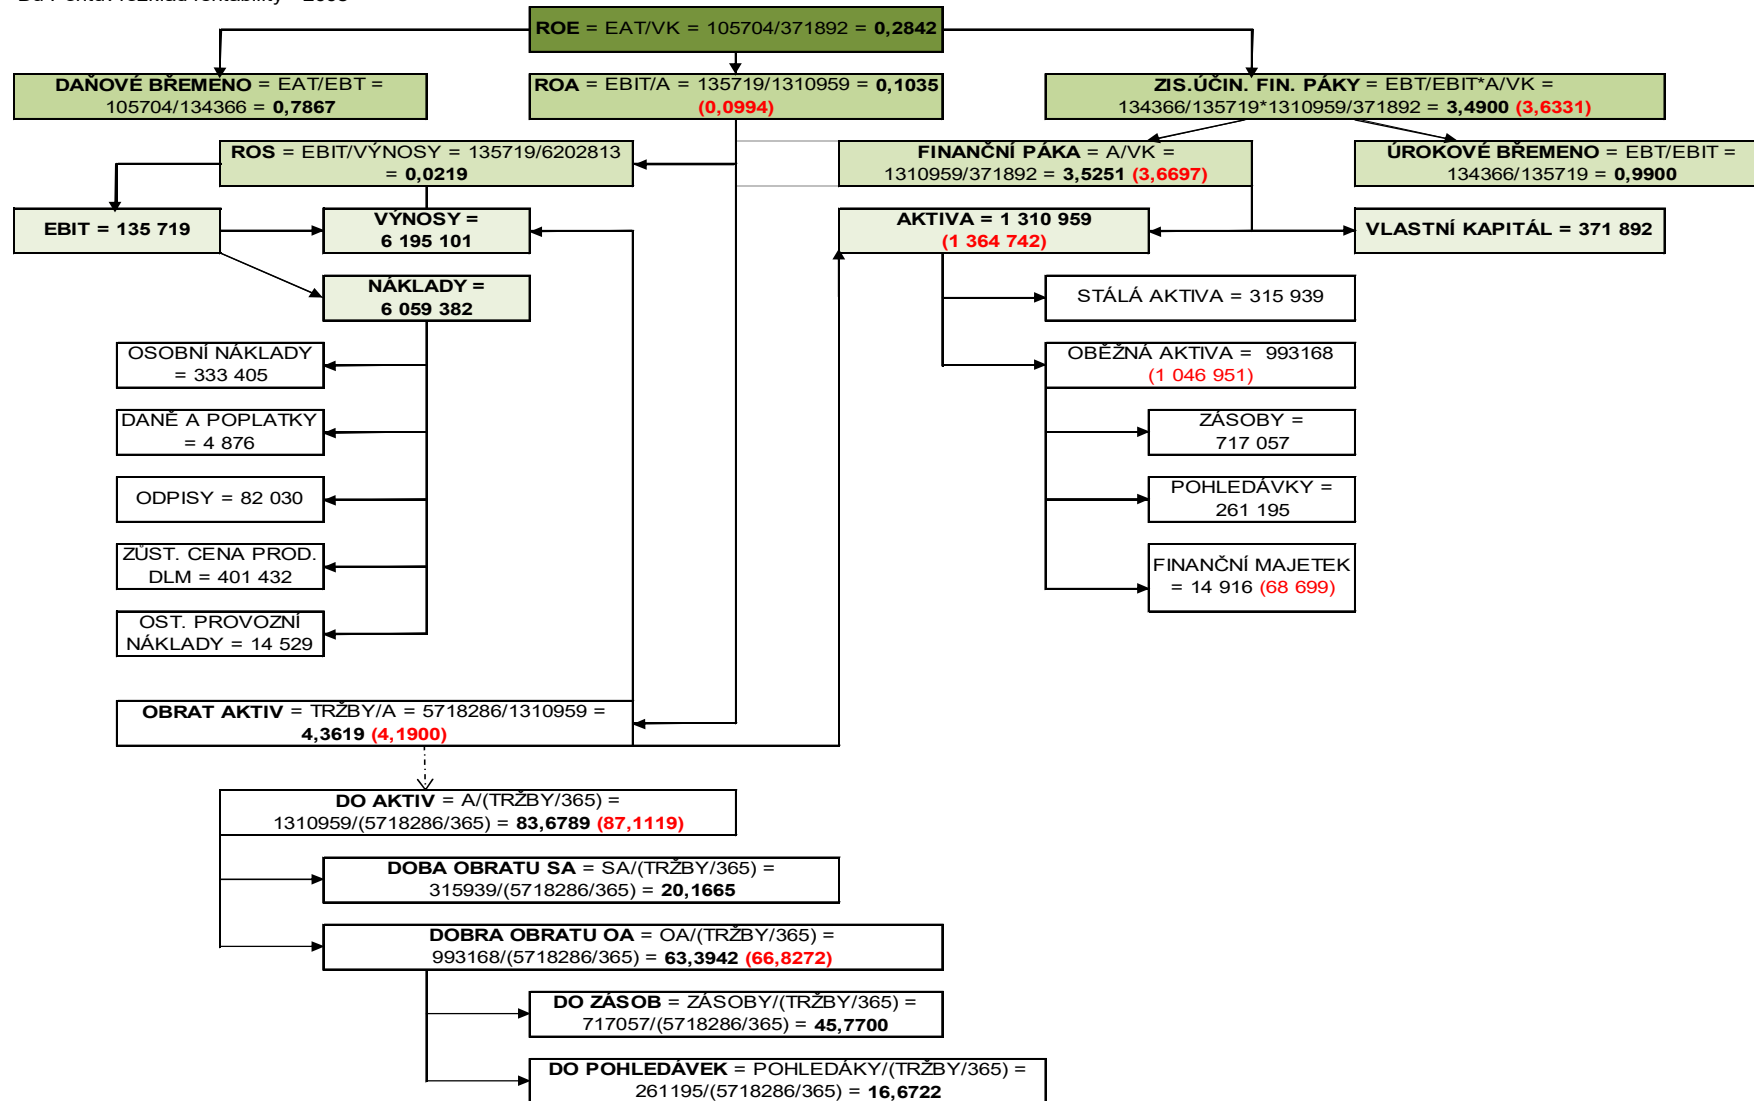 ROE = EAT/VK = 105704/371892 = 0,2842
DAŇOVÉ BŘEMENO = EAT/EBT =
105704/134366 = 0,7867
ROA = EBIT/A = 135719/1310959 = 0,1035
(0,0994)
ZIS.ÚČIN. FIN. PÁKY = EBT/EBIT*A/VK =
134366/135719*1310959/371892 = 3,4900 (3,6331)
ROS = EBIT/VÝNOSY = 135719/6202813
= 0,0219
FINANČNÍ PÁKA = A/VK =
1310959/371892 = 3,5251 (3,6697)
ÚROKOVÉ BŘEMENO = EBT/EBIT =
134366/135719 = 0,9900
EBIT = 135 719
VÝNOSY =
6 195 101
AKTIVA = 1 310 959
(1 364 742)
VLASTNÍ KAPITÁL = 371 892
NÁKLADY =
6 059 382
STÁLÁ AKTIVA = 315 939
OSOBNÍ NÁKLADY
= 333 405
OBĚŽNÁ AKTIVA = 993168
(1 046 951)
DANĚ A POPLATKY
= 4 876
ZÁSOBY =
717 057
ODPISY = 82 030
POHLEDÁVKY =
261 195
ZŮST. CENA PROD.
DLM = 401 432
FINANČNÍ MAJETEK
= 14 916 (68 699)
OST. PROVOZNÍ
NÁKLADY = 14 529
OBRAT AKTIV = TRŽBY/A = 5718286/1310959 =
4,3619 (4,1900)
DO AKTIV = A/(TRŽBY/365) =
1310959/(5718286/365) = 83,6789 (87,1119)
DOBA OBRATU SA = SA/(TRŽBY/365) =
315939/(5718286/365) = 20,1665
DOBRA OBRATU OA = OA/(TRŽBY/365) =
993168/(5718286/365) = 63,3942 (66,8272)
DO ZÁSOB = ZÁSOBY/(TRŽBY/365) =
717057/(5718286/365) = 45,7700
DO POHLEDÁVEK = POHLEDÁKY/(TRŽBY/365) =
261195/(5718286/365) = 16,6722